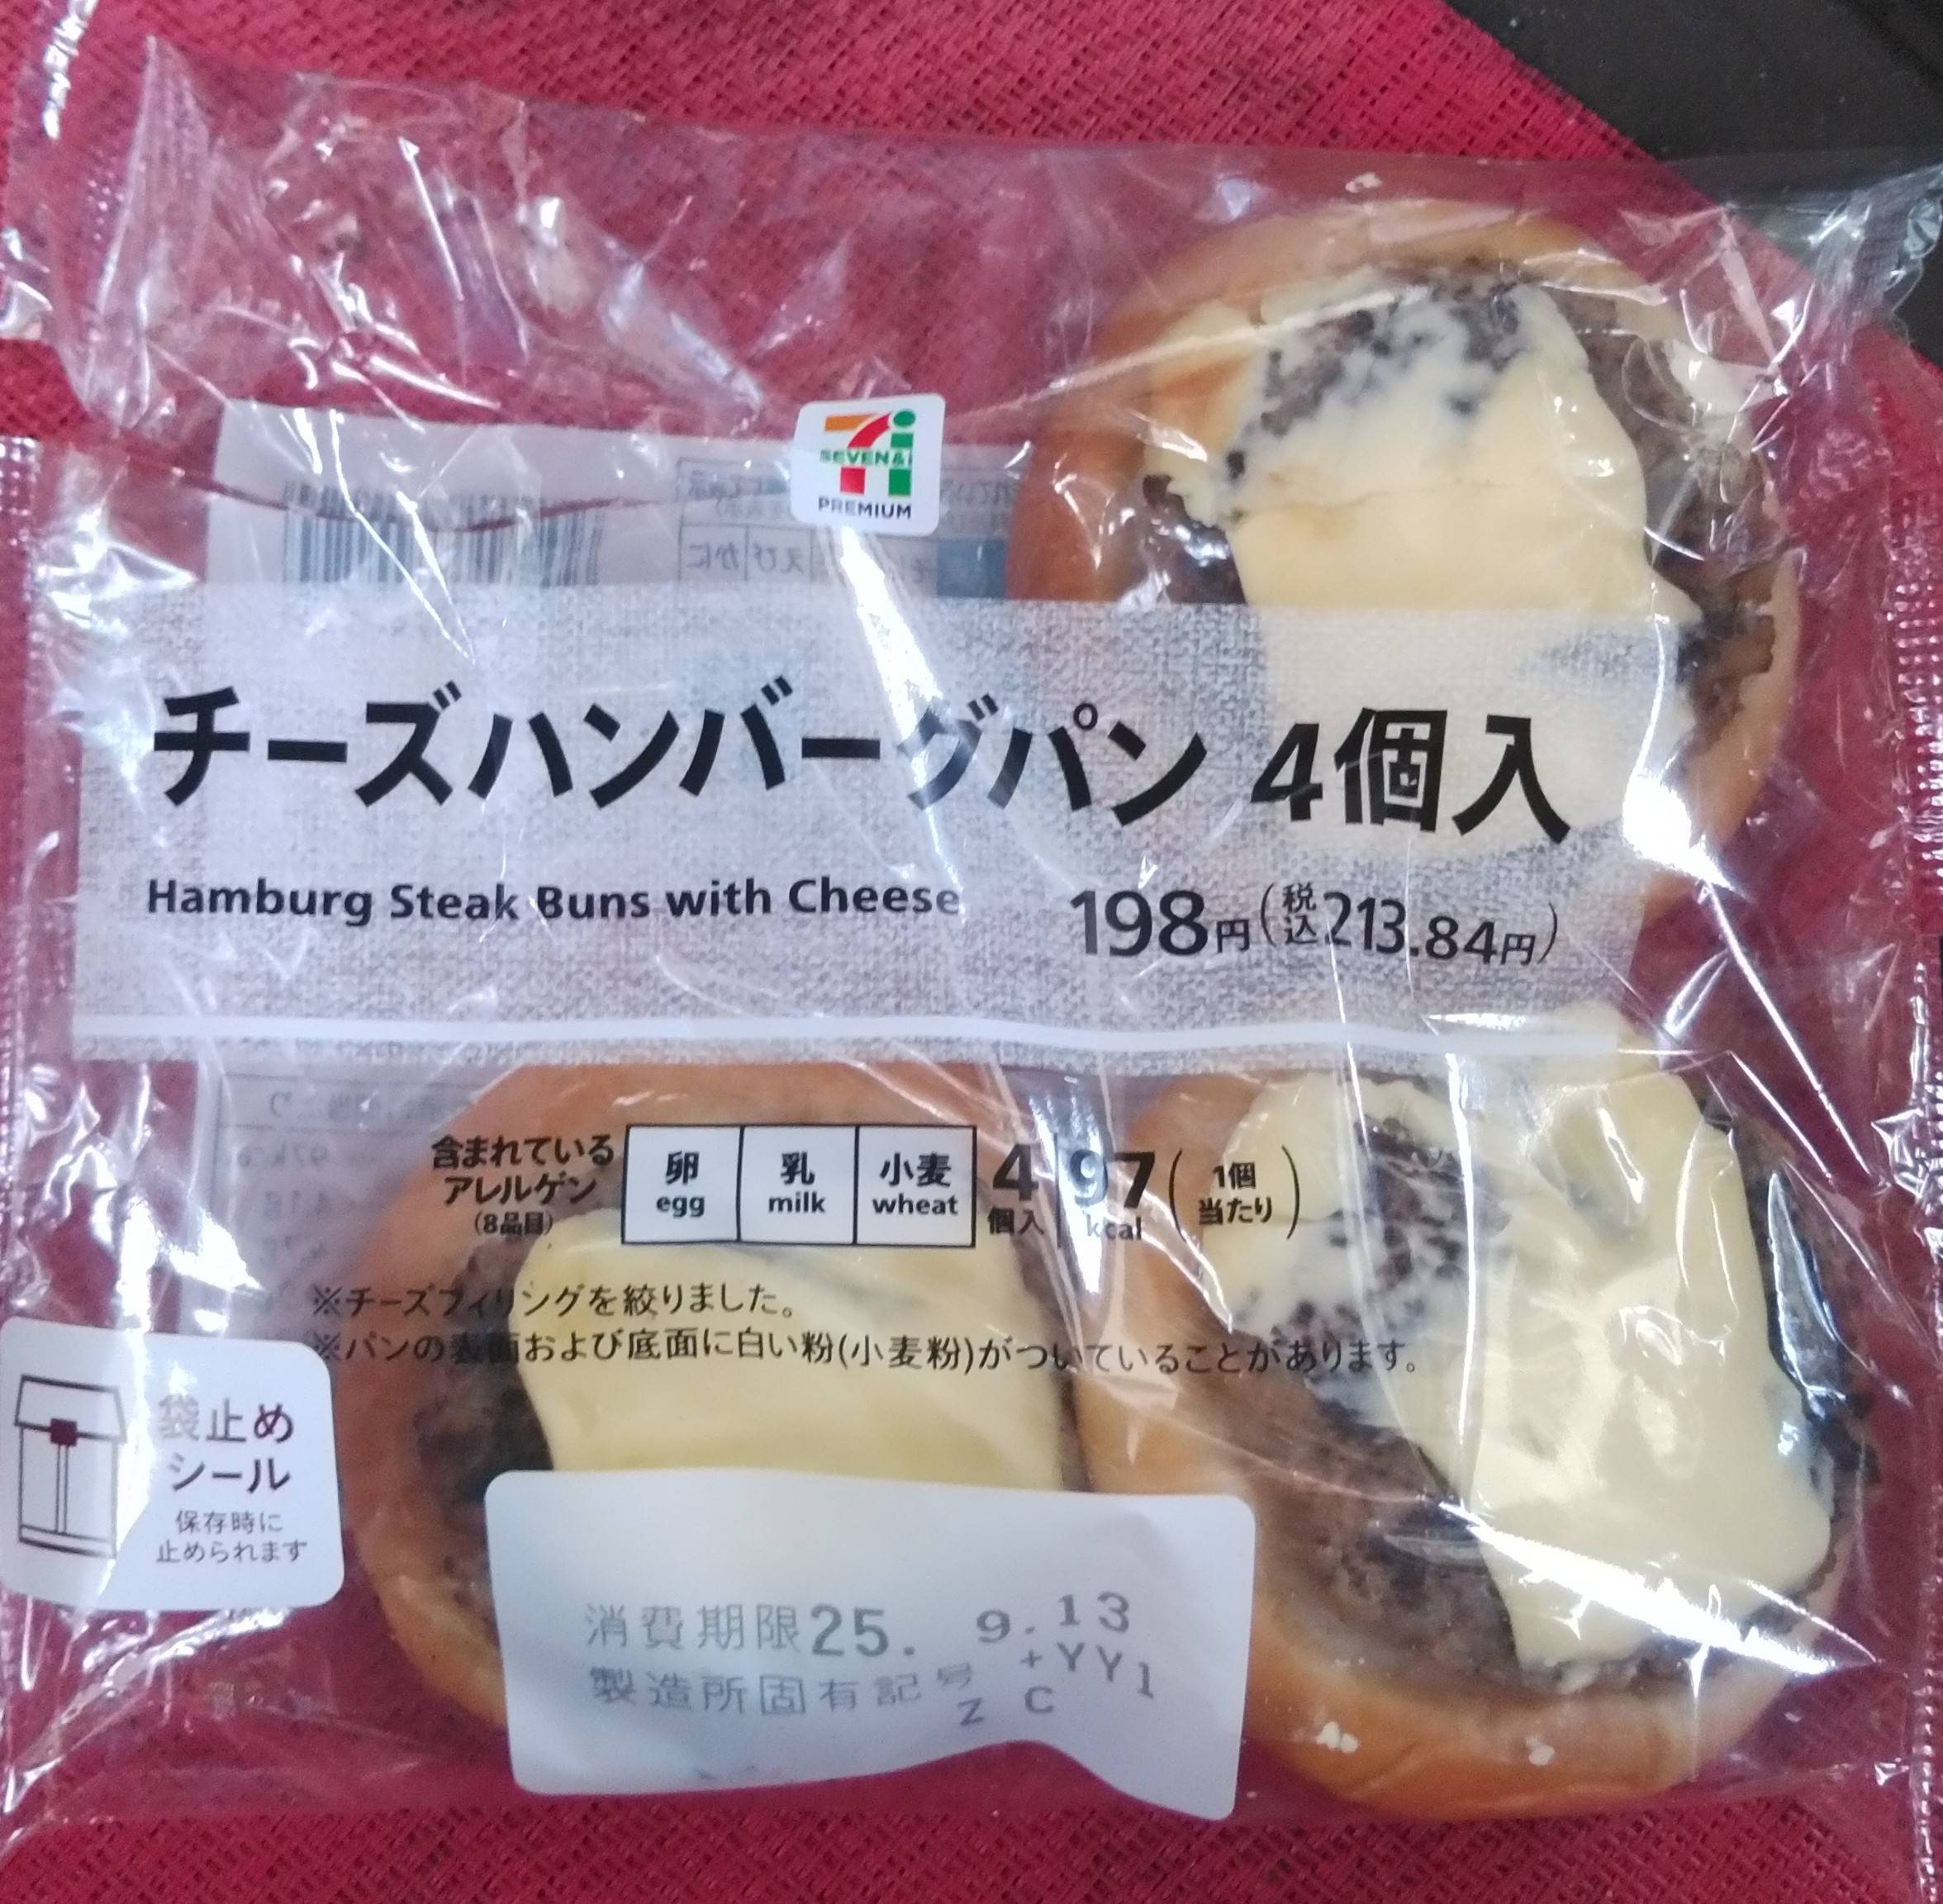 SEVEN&i
PREMIUM
えび かに
チーズハンバーグパン 4個入
Hamburg Steak Buns with Cheese
198円(税込213.84円)
含まれている
アレルゲン
(8品目)
卵
egg
乳
milk
小麦
wheat
4
個入
97
kcal
(1個
当たり)
※チーズフィリングを絞りました。
※パンの表面および底面に白い粉(小麦粉)がついていることがあります。
袋止め
シール
保存時に
止められます
消費期限25. 9.13
製造所固有記号 +YY1
Z C